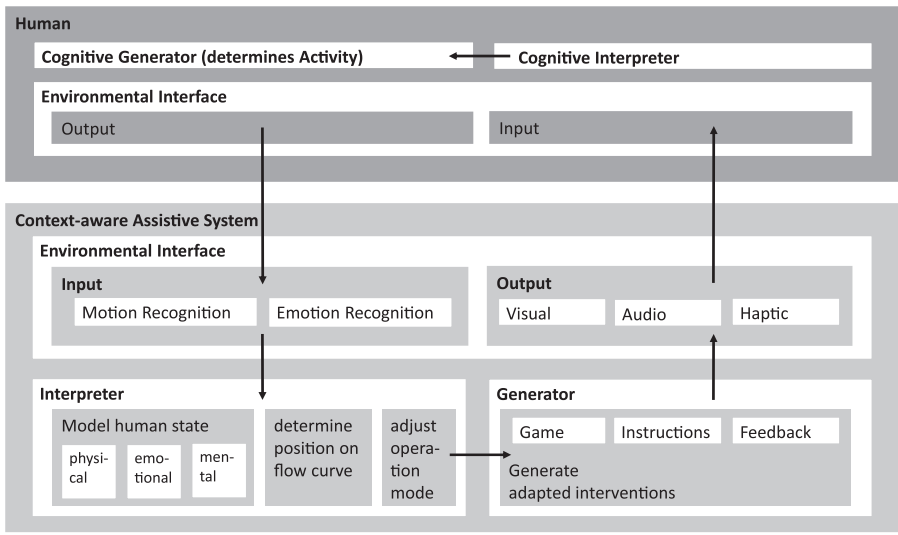 Human
Cognitive Generator (determines Activity)
Cognitive Interpreter
Environmental Interface
Output
Input
Context-aware Assistive System
Environmental Interface
Input
Motion Recognition
Emotion Recognition
Output
Visual
Audio
Haptic
Interpreter
Model human state
physi-
cal
emo-
tional
men-
tal
determine
position on
flow curve
adjust
opera-
tion
mode
Generator
Game
Instructions
Feedback
Generate
adapted interventions